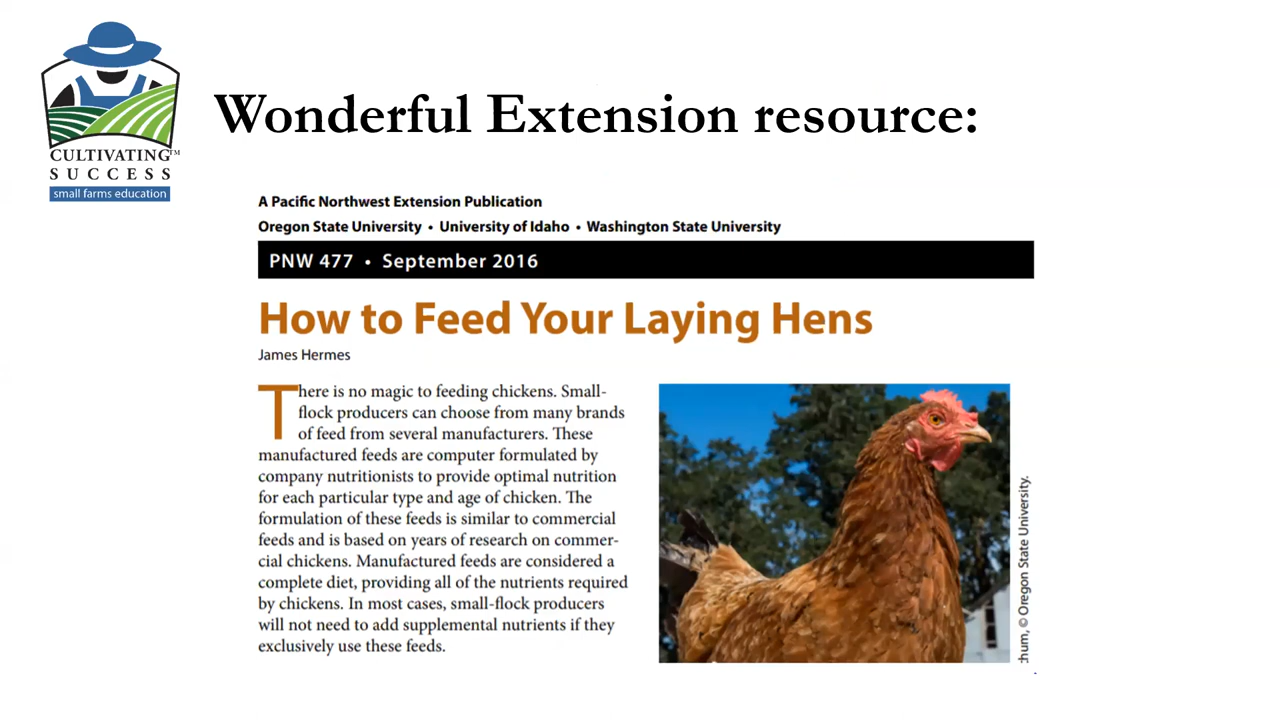 CULTIVATING™
SUCCESS
small farms education
Wonderful Extension resource:
A Pacific Northwest Extension Publication
Oregon State University • University of Idaho • Washington State University
PNW 477 • September 2016
How to Feed Your Laying Hens
James Hermes
There is no magic to feeding chickens. Small-
flock producers can choose from many brands
of feed from several manufacturers. These
manufactured feeds are computer formulated by
company nutritionists to provide optimal nutrition
for each particular type and age of chicken. The
formulation of these feeds is similar to commercial
feeds and is based on years of research on commer-
cial chickens. Manufactured feeds are considered a
complete diet, providing all of the nutrients required
by chickens. In most cases, small-flock producers
will not need to add supplemental nutrients if they
exclusively use these feeds.
© Oregon State University.